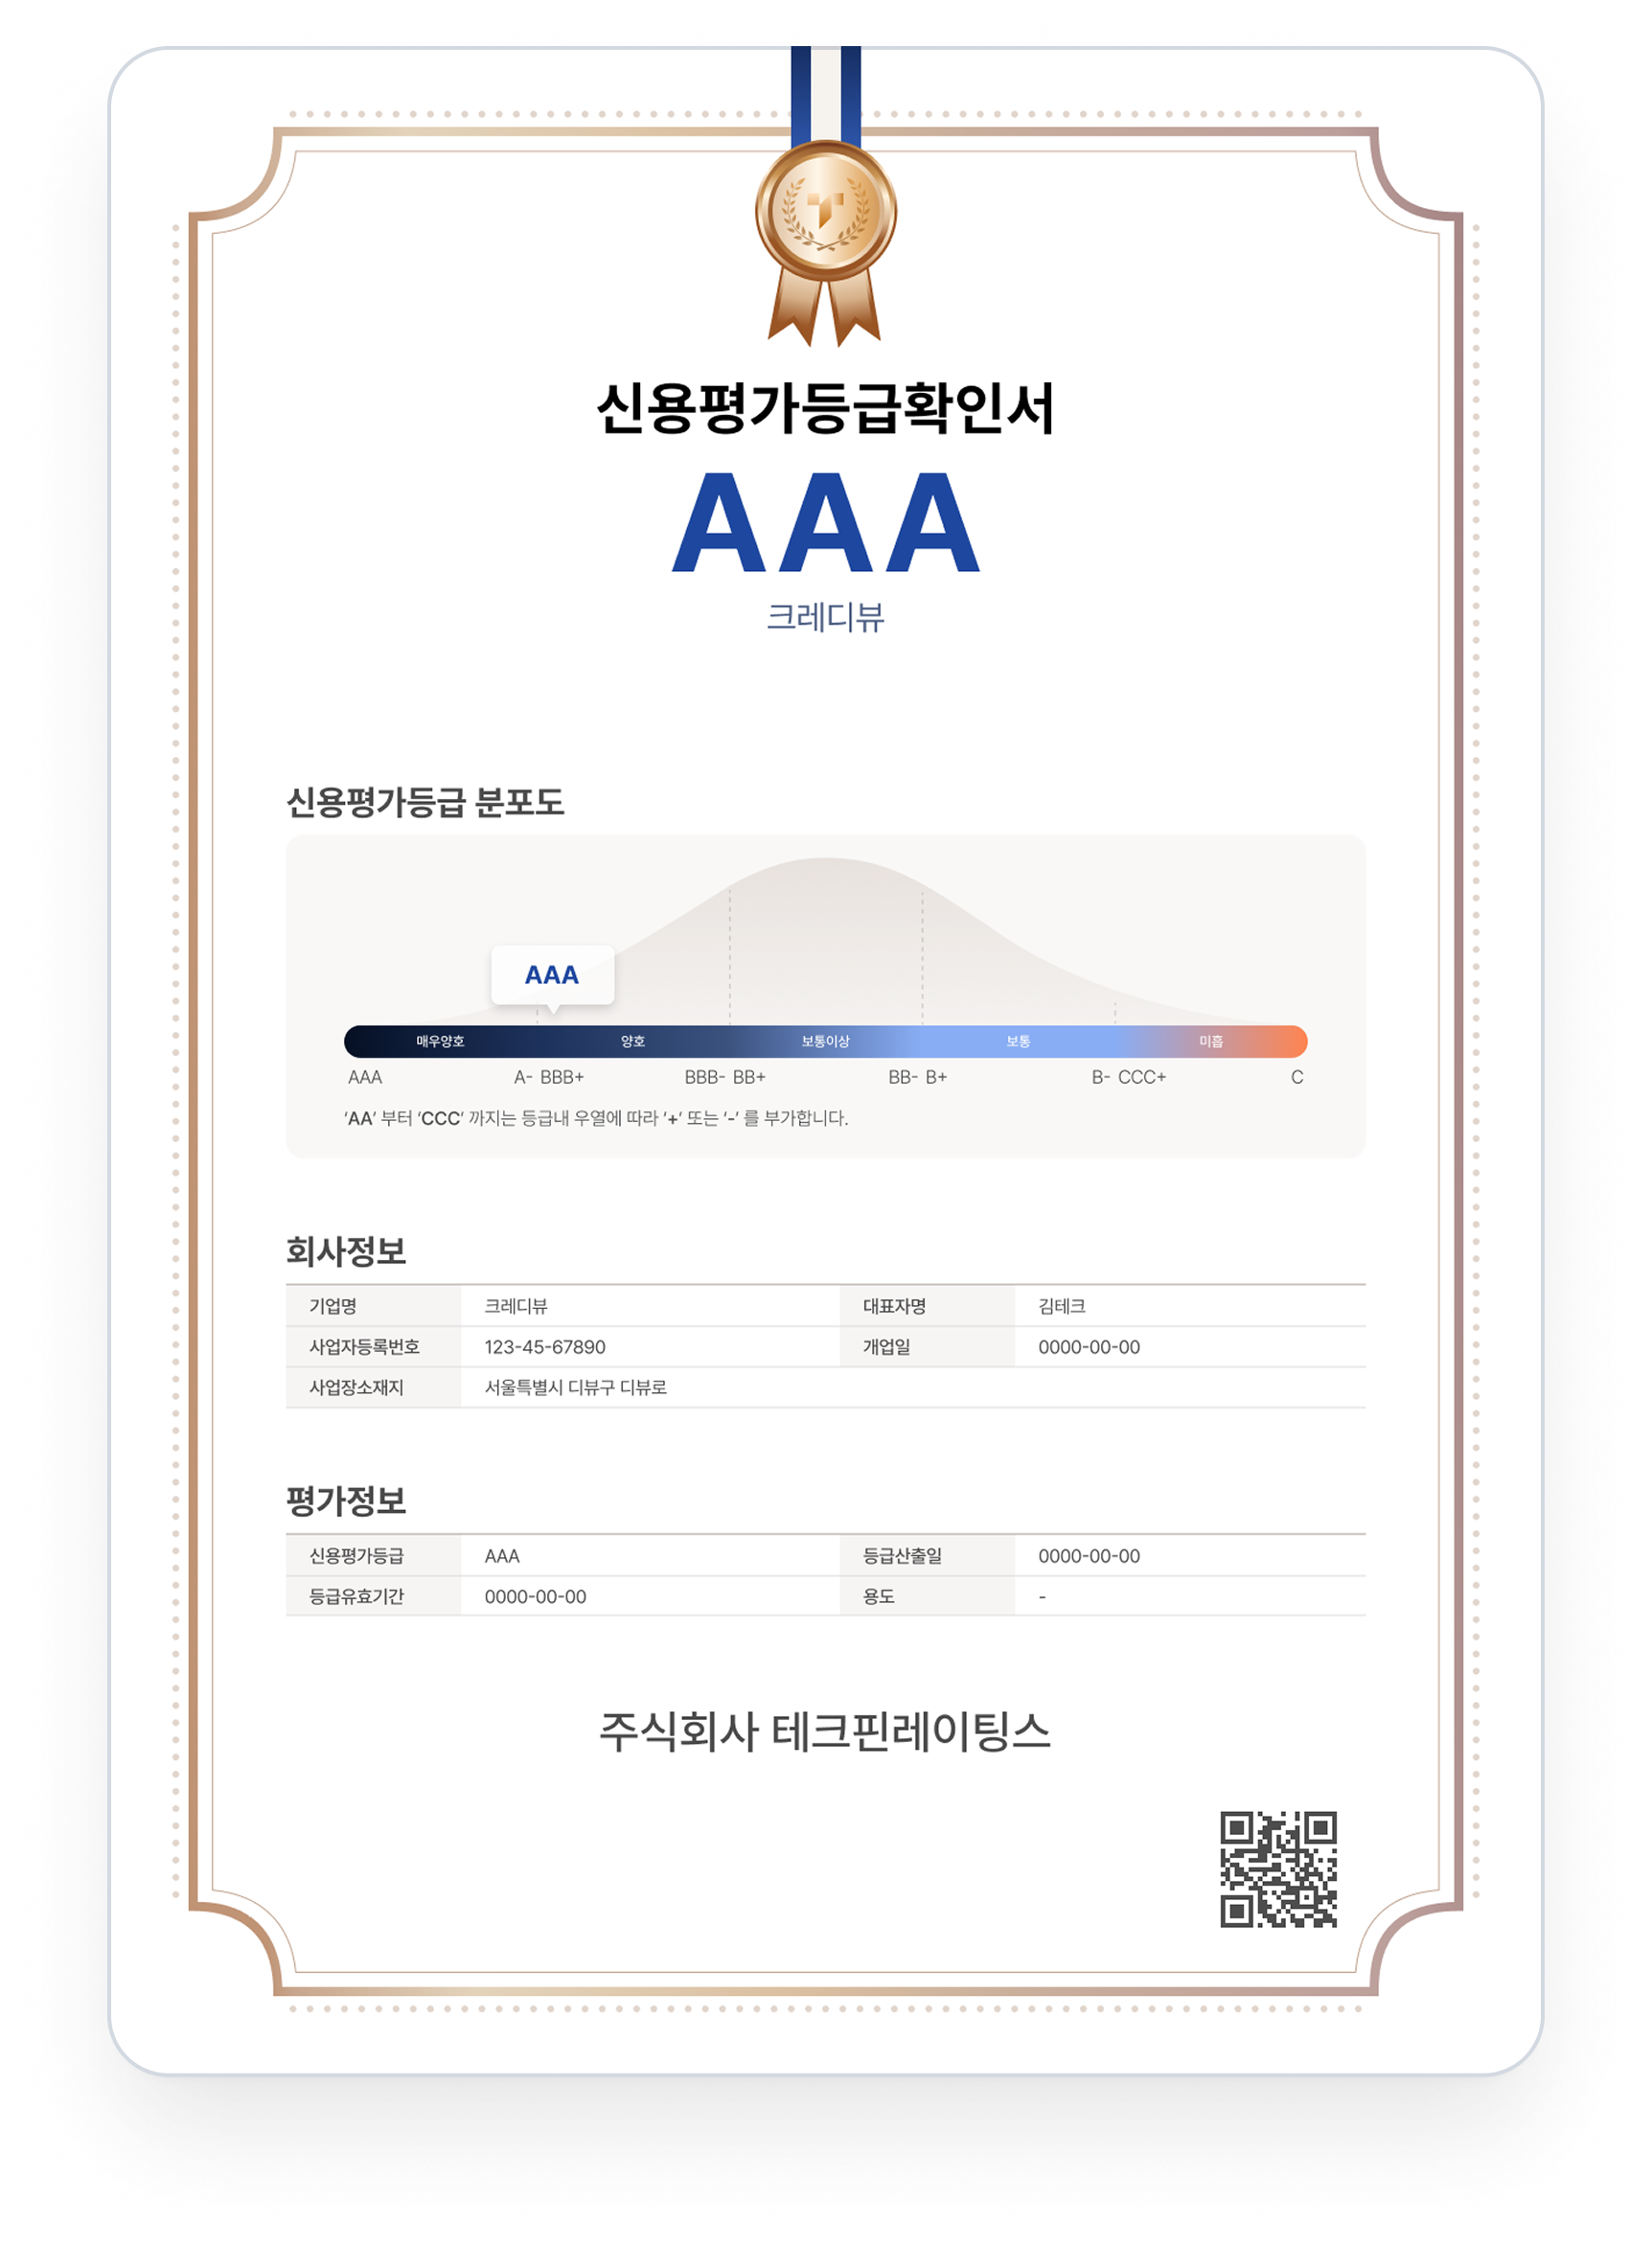 신용평가등급확인서
AAA
크레디뷰
신용평가등급 분포도
AAA
매우양호 양호 보통이상 보통 미흡
AAA A- BBB+ BBB- BB+ BB- B+ B- CCC+ C
‘AA’ 부터 ‘CCC’ 까지는 등급내 우열에 따라 ‘+’ 또는 ‘-’ 를 부가합니다.
회사정보
기업명 크레디뷰 대표자명 김테크
사업자등록번호 123-45-67890 개업일 0000-00-00
사업장소재지 서울특별시 디뷰구 디뷰로
평가정보
신용평가등급 AAA 등급산출일 0000-00-00
등급유효기간 0000-00-00 용도 -
주식회사 테크핀레이팅스